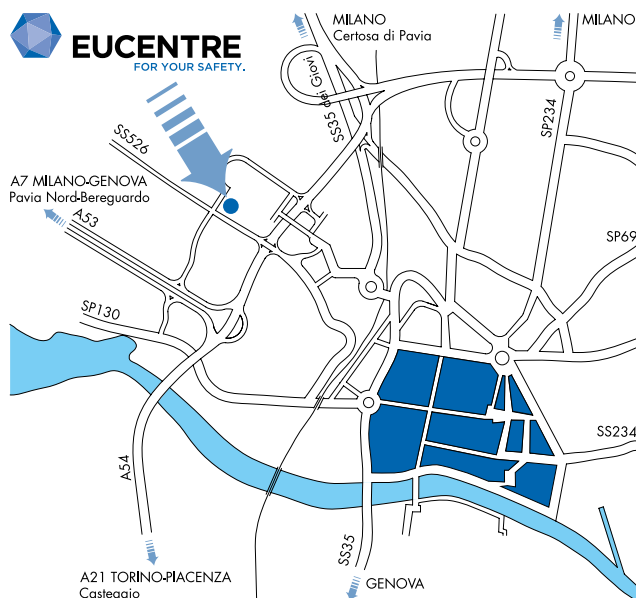 MILANO
Certosa di Pavia
MILANO
EUCENTRE
FOR YOUR SAFETY.
SS35 dei Giovi
SP234
SS526
A7 MILANO-GENOVA
Pavia Nord-Bereguardo
A53
SP69
SP130
SS234
A54
SS35
A21 TORINO-PIACENZA
Casteggio
GENOVA